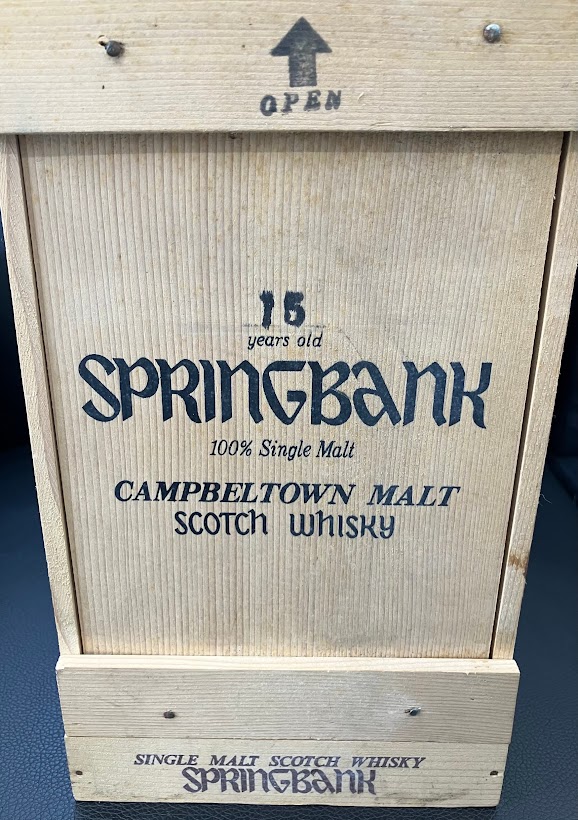 OPEN
15
years old
SPRINGBANK
100% Single Malt
CAMPBELTOWN MALT
SCOTCH WHISKY
SINGLE MALT SCOTCH WHISKY
SPRINGBANK